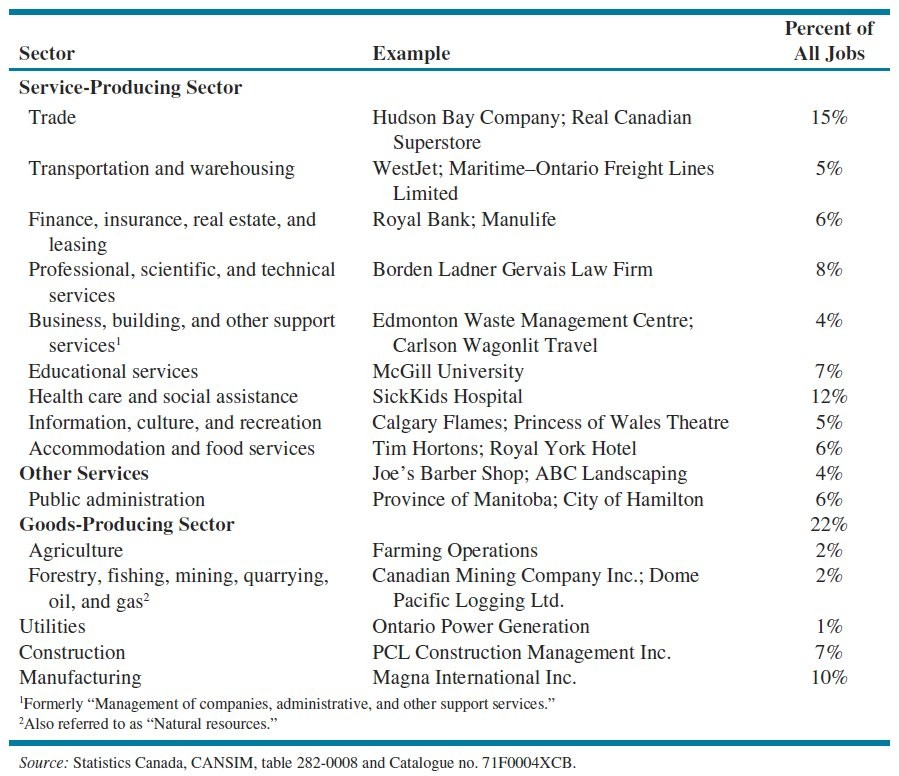 Percent of
Sector Example All Jobs
Service-Producing Sector
Trade Hudson Bay Company; Real Canadian 15%
Superstore
Transportation and warehousing WestJet; Maritime–Ontario Freight Lines 5%
Limited
Finance, insurance, real estate, and Royal Bank; Manulife 6%
leasing
Professional, scientific, and technical Borden Ladner Gervais Law Firm 8%
services
Business, building, and other support Edmonton Waste Management Centre; 4%
services¹ Carlson Wagonlit Travel
Educational services McGill University 7%
Health care and social assistance SickKids Hospital 12%
Information, culture, and recreation Calgary Flames; Princess of Wales Theatre 5%
Accommodation and food services Tim Hortons; Royal York Hotel 6%
Other Services Joe’s Barber Shop; ABC Landscaping 4%
Public administration Province of Manitoba; City of Hamilton 6%
Goods-Producing Sector 22%
Agriculture Farming Operations 2%
Forestry, fishing, mining, quarrying, Canadian Mining Company Inc.; Dome 2%
oil, and gas² Pacific Logging Ltd.
Utilities Ontario Power Generation 1%
Construction PCL Construction Management Inc. 7%
Manufacturing Magna International Inc. 10%
¹Formerly “Management of companies, administrative, and other support services.”
²Also referred to as “Natural resources.”
Source: Statistics Canada, CANSIM, table 282-0008 and Catalogue no. 71F0004XCB.